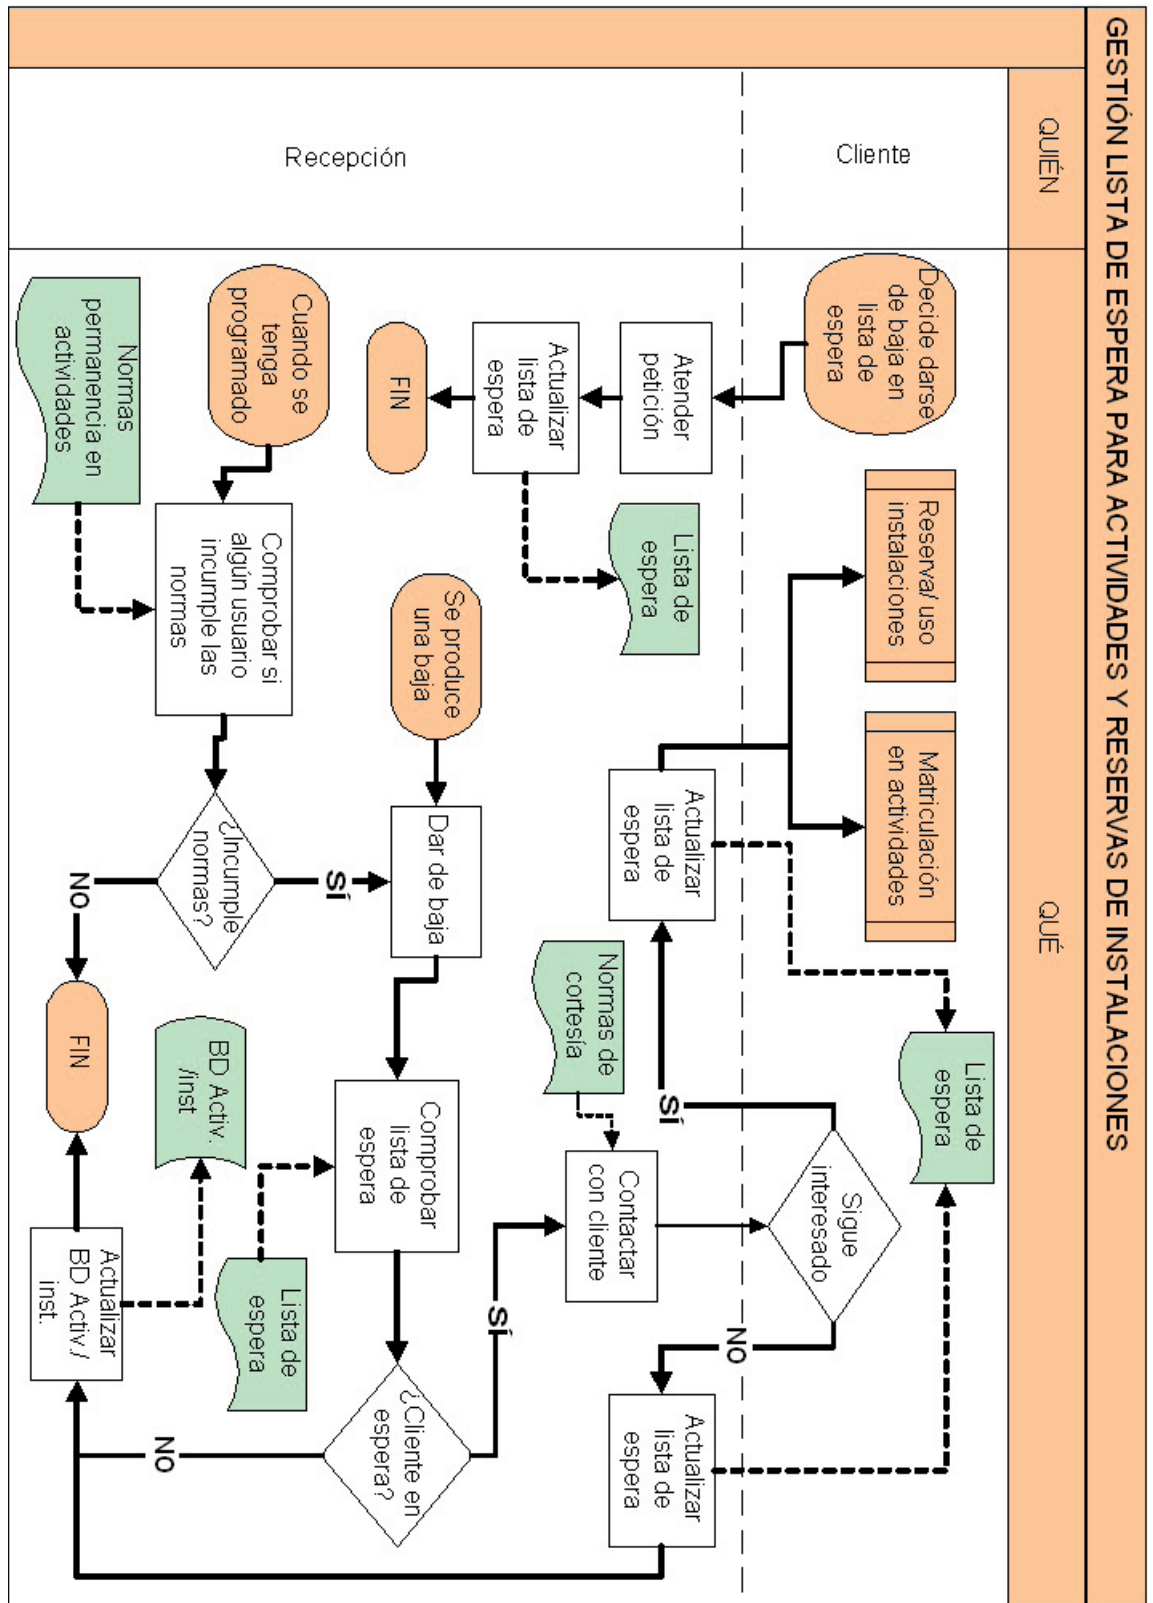 GESTIÓN LISTA DE ESPERA PARA ACTIVIDADES Y RESERVAS DE INSTALACIONES
QUIÉN
QUÉ
Cliente
Decide darse
de baja en
lista de
espera
Reserva/ uso
instalaciones
Matriculación
en actividades
Lista de
espera
Sigue
interesado
SÍ
NO
Recepción
Atender
petición
Actualizar
lista de
espera
FIN
Lista de
espera
Actualizar
lista de
espera
Normas de
cortesía
Contactar
con cliente
Actualizar
lista de
espera
Se produce
una baja
Dar de baja
Comprobar
lista de
espera
¿Cliente en
espera?
SÍ
NO
Cuando se
tenga
programado
Normas
permanencia en
actividades
Comprobar si
algún usuario
incumple las
normas
¿Incumple
normas?
SÍ
NO
FIN
BD Activ.
/inst
Lista de
espera
Actualizar
BD Activ./
inst.